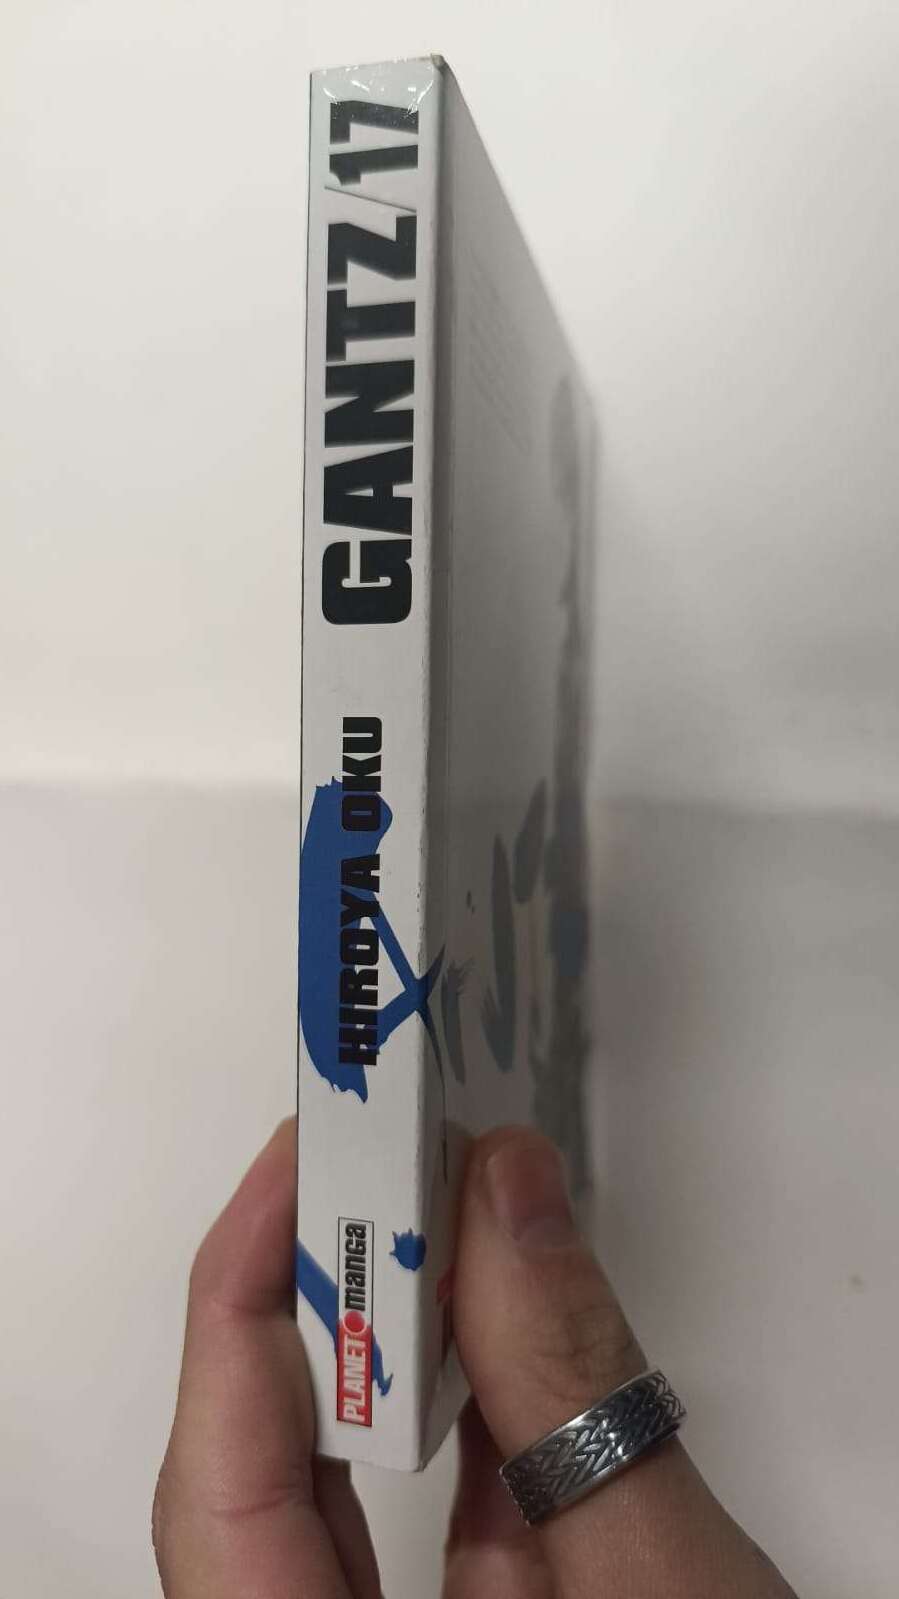 GANTZ/17
HIROYA OKU
PLANET manga